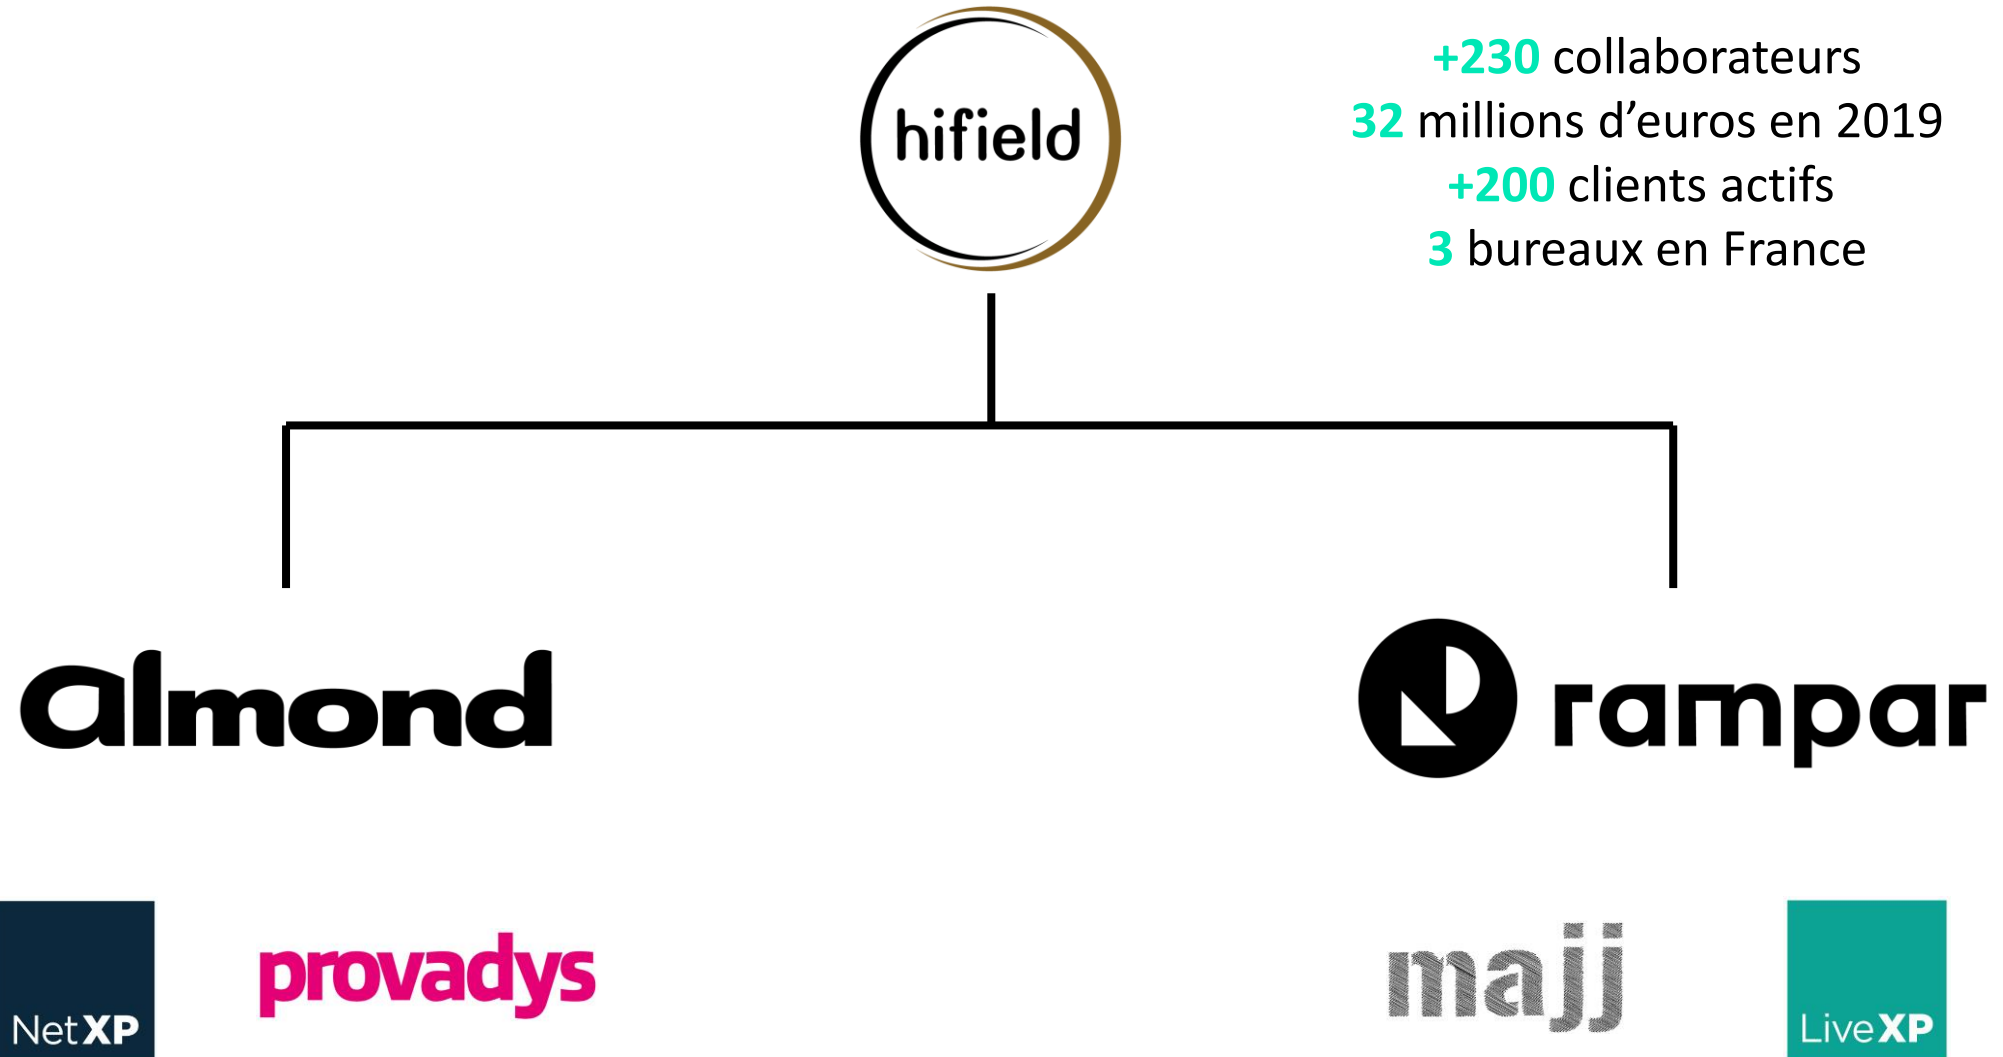 hifield
+230 collaborateurs
32 millions d’euros en 2019
+200 clients actifs
3 bureaux en France
almond
rampar
NetXP
provadys
majj
LiveXP